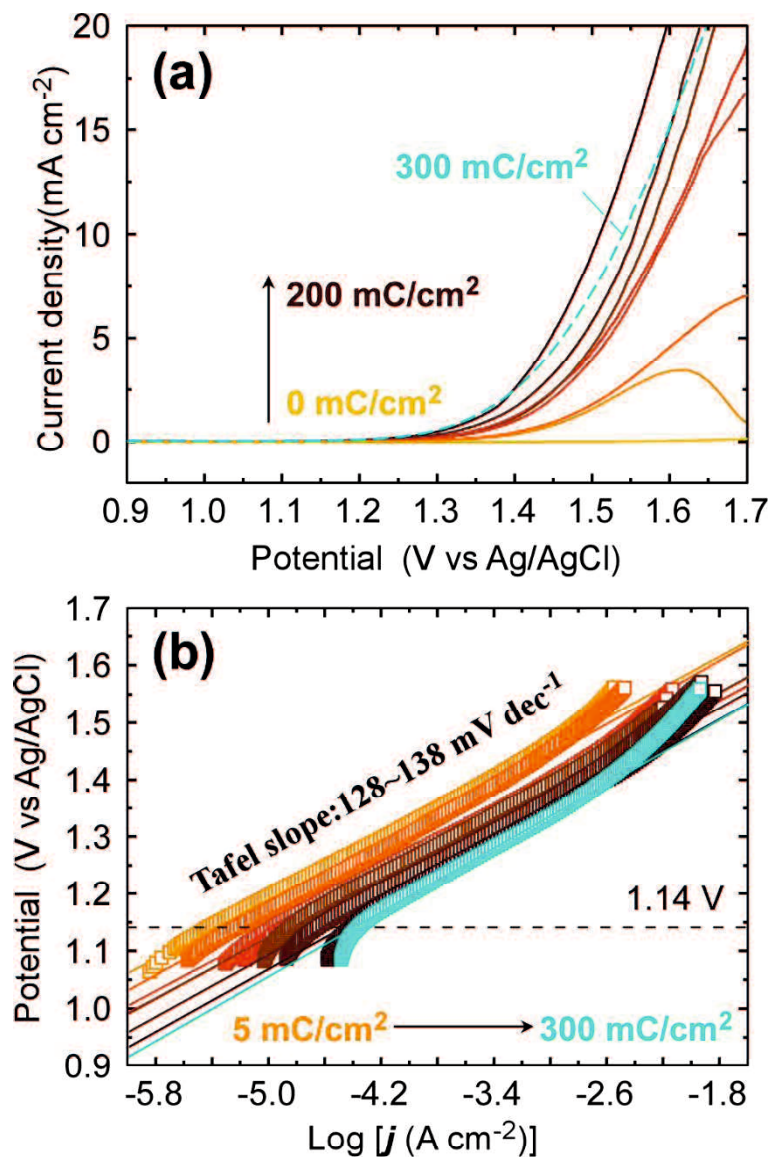 (a)
Current density(mA cm⁻²)
20
15
10
5
0
300 mC/cm²
200 mC/cm²
0 mC/cm²
0.9 1.0 1.1 1.2 1.3 1.4 1.5 1.6 1.7
Potential (V vs Ag/AgCl)
(b)
Potential (V vs Ag/AgCl)
1.7
1.6
1.5
1.4
1.3
1.2
1.1
1.0
0.9
Tafel slope:128~138 mV dec⁻¹
1.14 V
5 mC/cm² 300 mC/cm²
-5.8 -5.0 -4.2 -3.4 -2.6 -1.8
Log [j (A cm⁻²)]